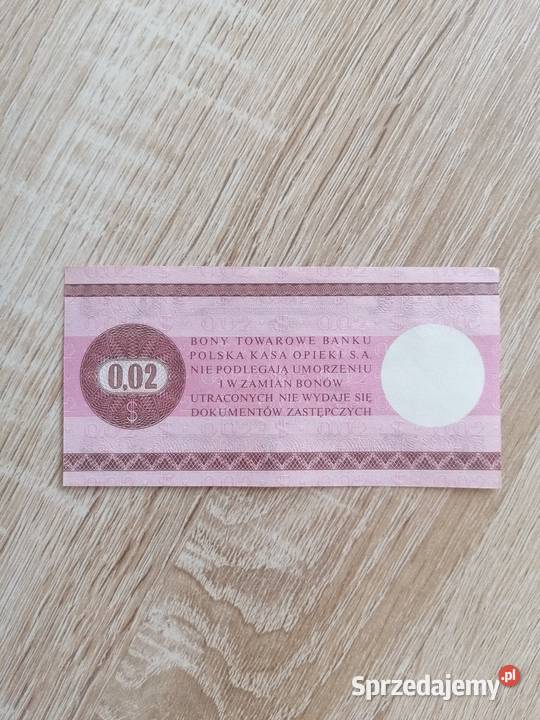 BONY TOWAROWE BANKU
POLSKA KASA OPIEKI S.A.
NIE PODLEGAJĄ UMORZENIU
I W ZAMIAN BONÓW
UTRACONYCH NIE WYDAJE SIĘ
DOKUMENTÓW ZASTĘPCZYCH
0,02
$
Sprzedajemy.pl